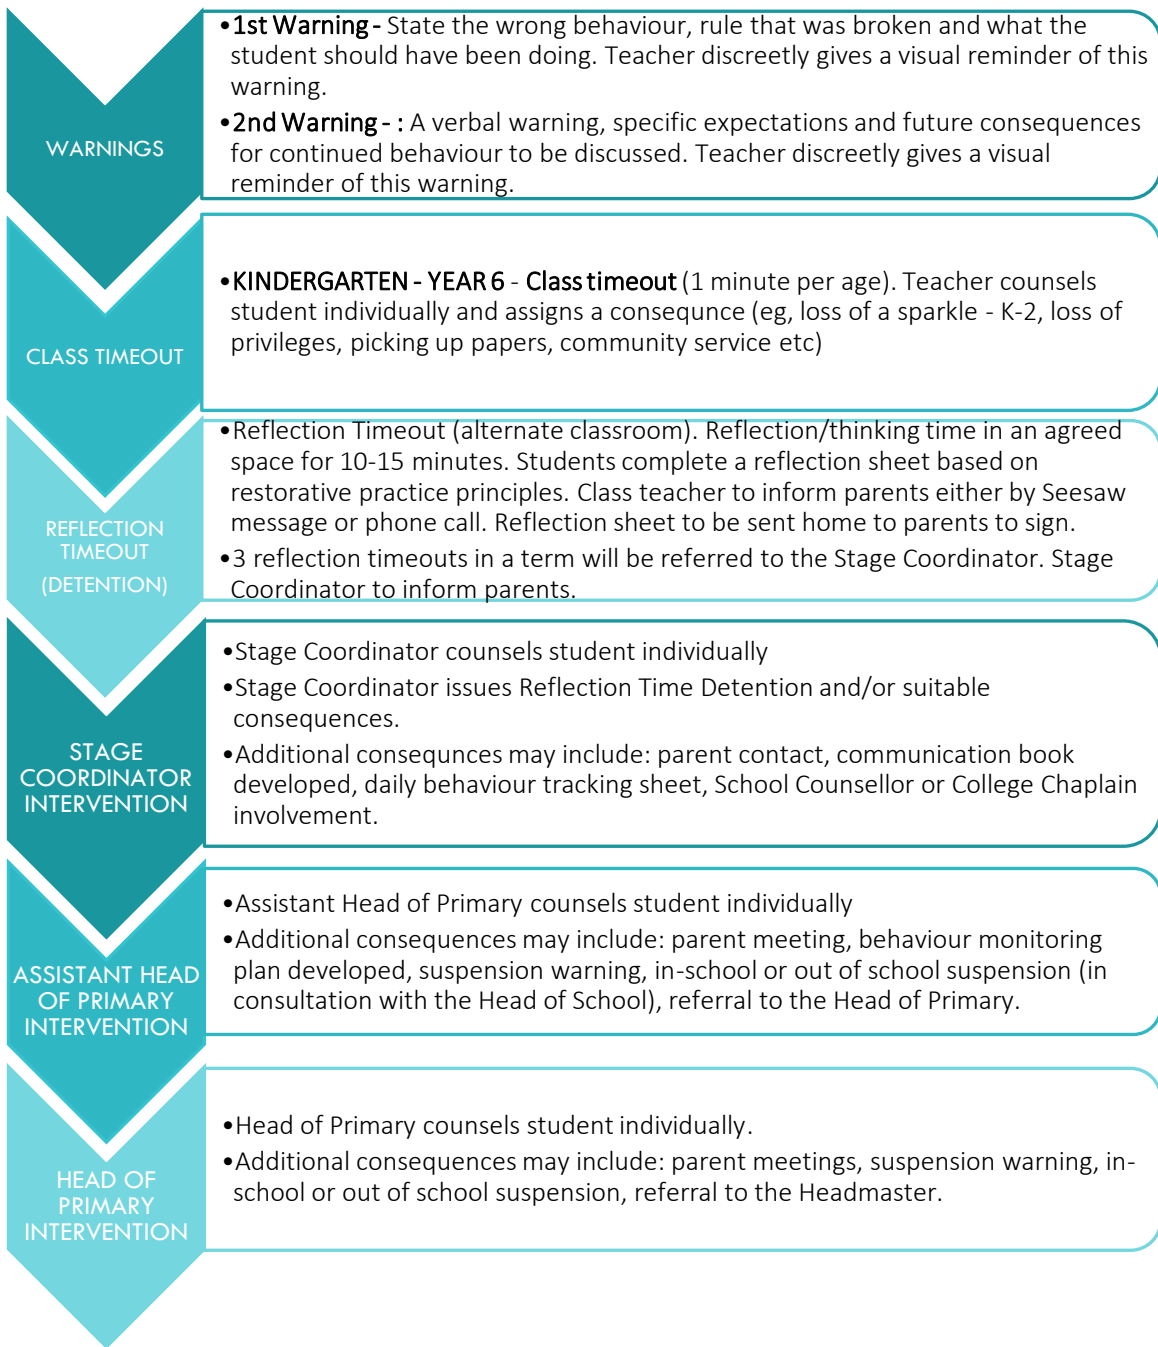 WARNINGS
•1st Warning - State the wrong behaviour, rule that was broken and what the
student should have been doing. Teacher discreetly gives a visual reminder of this
warning.
•2nd Warning - : A verbal warning, specific expectations and future consequences
for continued behaviour to be discussed. Teacher discreetly gives a visual
reminder of this warning.
CLASS TIMEOUT
•KINDERGARTEN - YEAR 6 - Class timeout (1 minute per age). Teacher counsels
student individually and assigns a consequnce (eg, loss of a sparkle - K-2, loss of
privileges, picking up papers, community service etc)
REFLECTION
TIMEOUT
(DETENTION)
•Reflection Timeout (alternate classroom). Reflection/thinking time in an agreed
space for 10-15 minutes. Students complete a reflection sheet based on
restorative practice principles. Class teacher to inform parents either by Seesaw
message or phone call. Reflection sheet to be sent home to parents to sign.
•3 reflection timeouts in a term will be referred to the Stage Coordinator. Stage
Coordinator to inform parents.
STAGE
COORDINATOR
INTERVENTION
•Stage Coordinator counsels student individually
•Stage Coordinator issues Reflection Time Detention and/or suitable
consequences.
•Additional consequnces may include: parent contact, communication book
developed, daily behaviour tracking sheet, School Counsellor or College Chaplain
involvement.
ASSISTANT HEAD
OF PRIMARY
INTERVENTION
•Assistant Head of Primary counsels student individually
•Additional consequences may include: parent meeting, behaviour monitoring
plan developed, suspension warning, in-school or out of school suspension (in
consultation with the Head of School), referral to the Head of Primary.
HEAD OF
PRIMARY
INTERVENTION
•Head of Primary counsels student individually.
•Additional consequences may include: parent meetings, suspension warning, in-
school or out of school suspension, referral to the Headmaster.